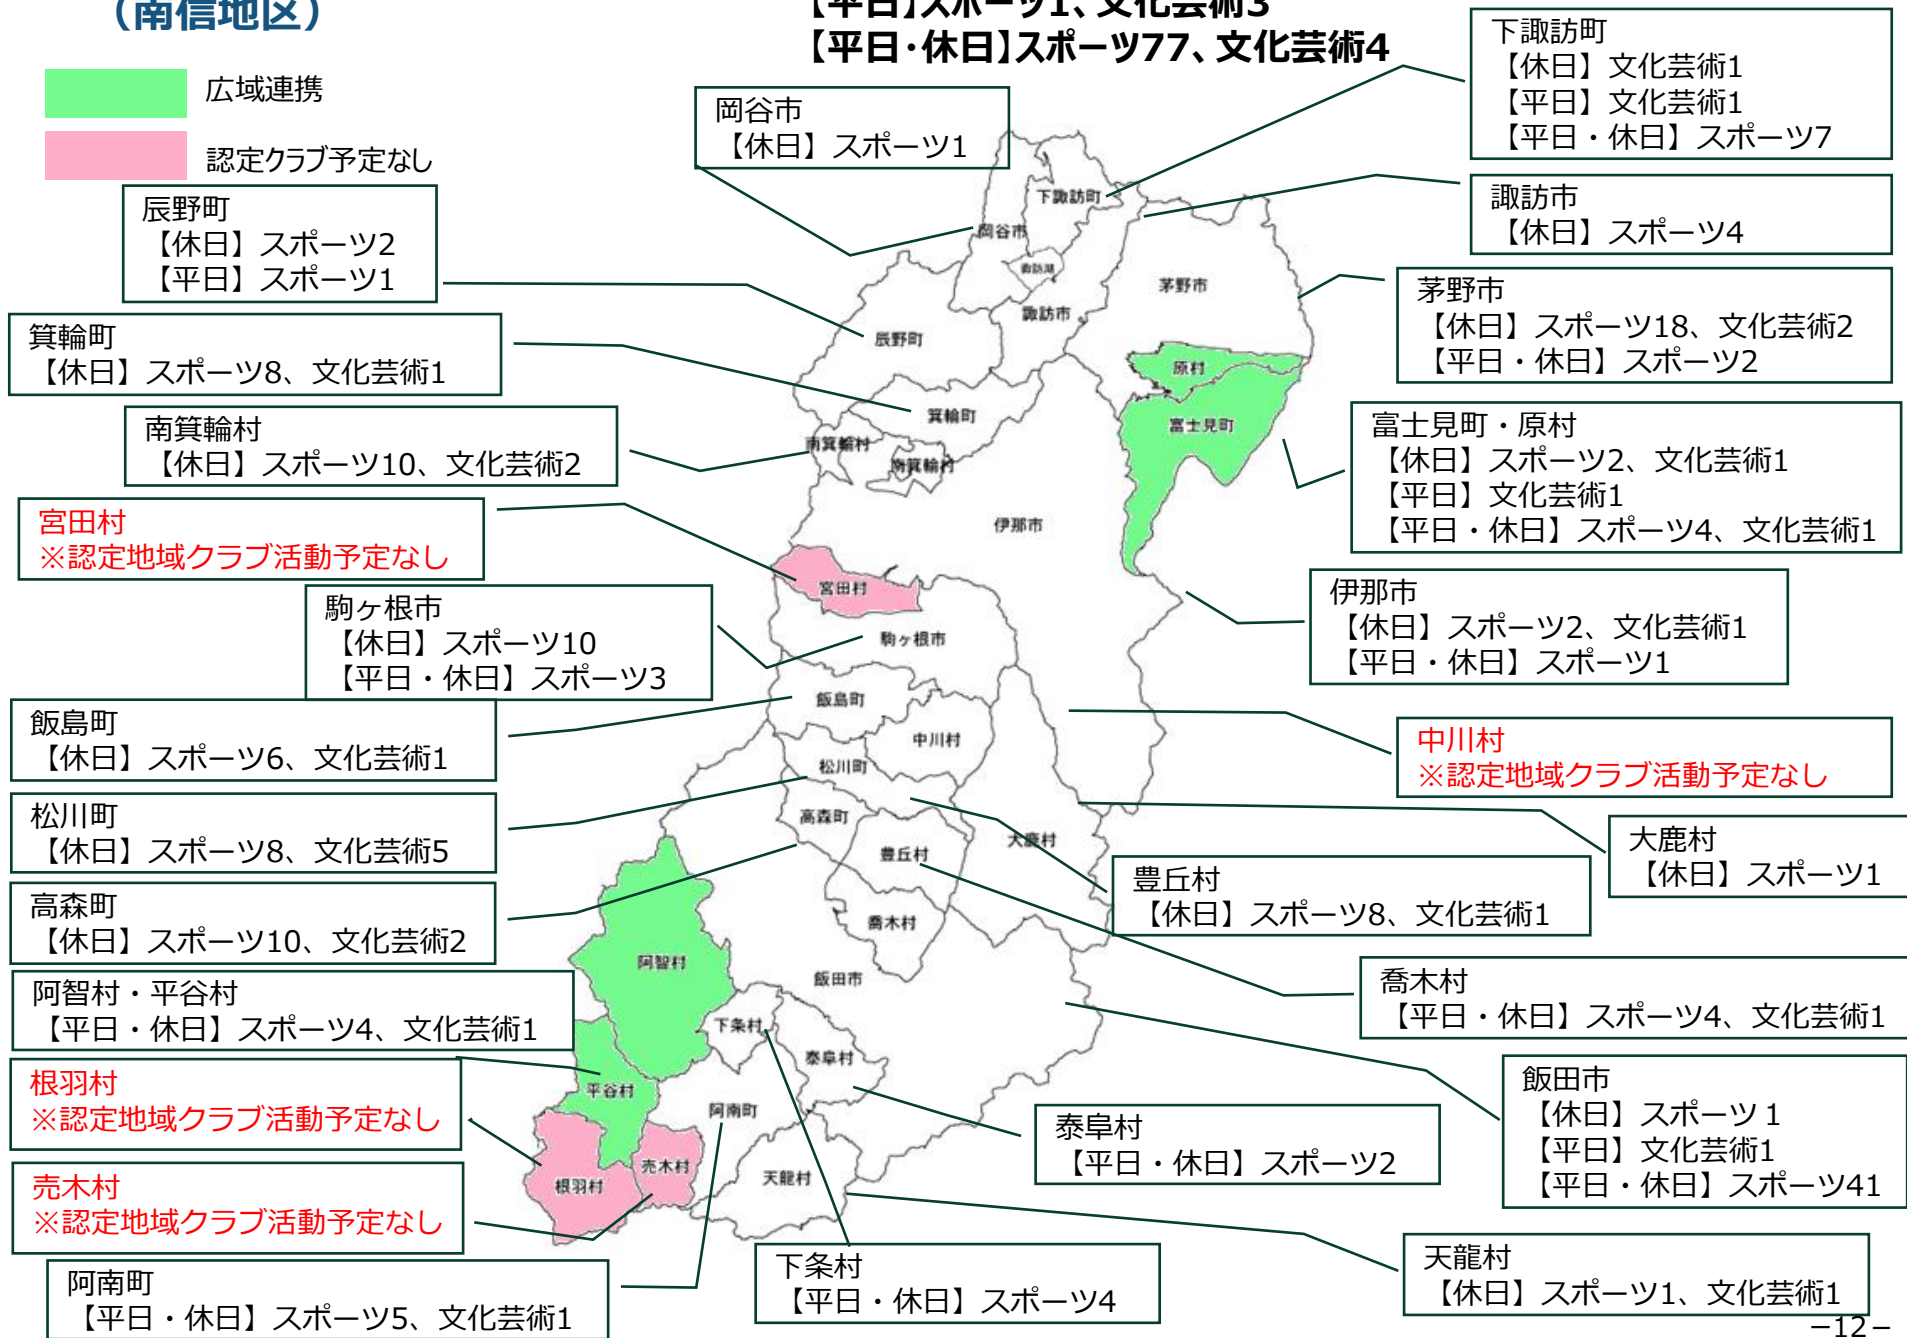 （南信地区）
【平日】スポーツ1、文化芸術3
【平日・休日】スポーツ77、文化芸術4
広域連携
認定クラブ予定なし
岡谷市
【休日】スポーツ1
下諏訪町
【休日】文化芸術1
【平日】文化芸術1
【平日・休日】スポーツ7
諏訪市
【休日】スポーツ4
辰野町
【休日】スポーツ2
【平日】スポーツ1
茅野市
【休日】スポーツ18、文化芸術2
【平日・休日】スポーツ2
箕輪町
【休日】スポーツ8、文化芸術1
南箕輪村
【休日】スポーツ10、文化芸術2
富士見町・原村
【休日】スポーツ2、文化芸術1
【平日】文化芸術1
【平日・休日】スポーツ4、文化芸術1
宮田村
※認定地域クラブ活動予定なし
駒ヶ根市
【休日】スポーツ10
【平日・休日】スポーツ3
伊那市
【休日】スポーツ2、文化芸術1
【平日・休日】スポーツ1
飯島町
【休日】スポーツ6、文化芸術1
中川村
※認定地域クラブ活動予定なし
松川町
【休日】スポーツ8、文化芸術5
大鹿村
【休日】スポーツ1
豊丘村
【休日】スポーツ8、文化芸術1
高森町
【休日】スポーツ10、文化芸術2
喬木村
【平日・休日】スポーツ4、文化芸術1
阿智村・平谷村
【平日・休日】スポーツ4、文化芸術1
根羽村
※認定地域クラブ活動予定なし
飯田市
【休日】スポーツ１
【平日】文化芸術1
【平日・休日】スポーツ41
泰阜村
【平日・休日】スポーツ2
売木村
※認定地域クラブ活動予定なし
天龍村
【休日】スポーツ1、文化芸術1
下条村
【平日・休日】スポーツ4
阿南町
【平日・休日】スポーツ5、文化芸術1
下諏訪町
岡谷市
諏訪湖
茅野市
諏訪市
辰野町
原村
箕輪町
富士見町
南箕輪村
南箕輪村
伊那市
宮田村
駒ヶ根市
飯島町
中川村
松川町
高森町
大鹿村
豊丘村
喬木村
阿智村
飯田市
下条村
泰阜村
平谷村
阿南町
売木村
天龍村
根羽村
－12－